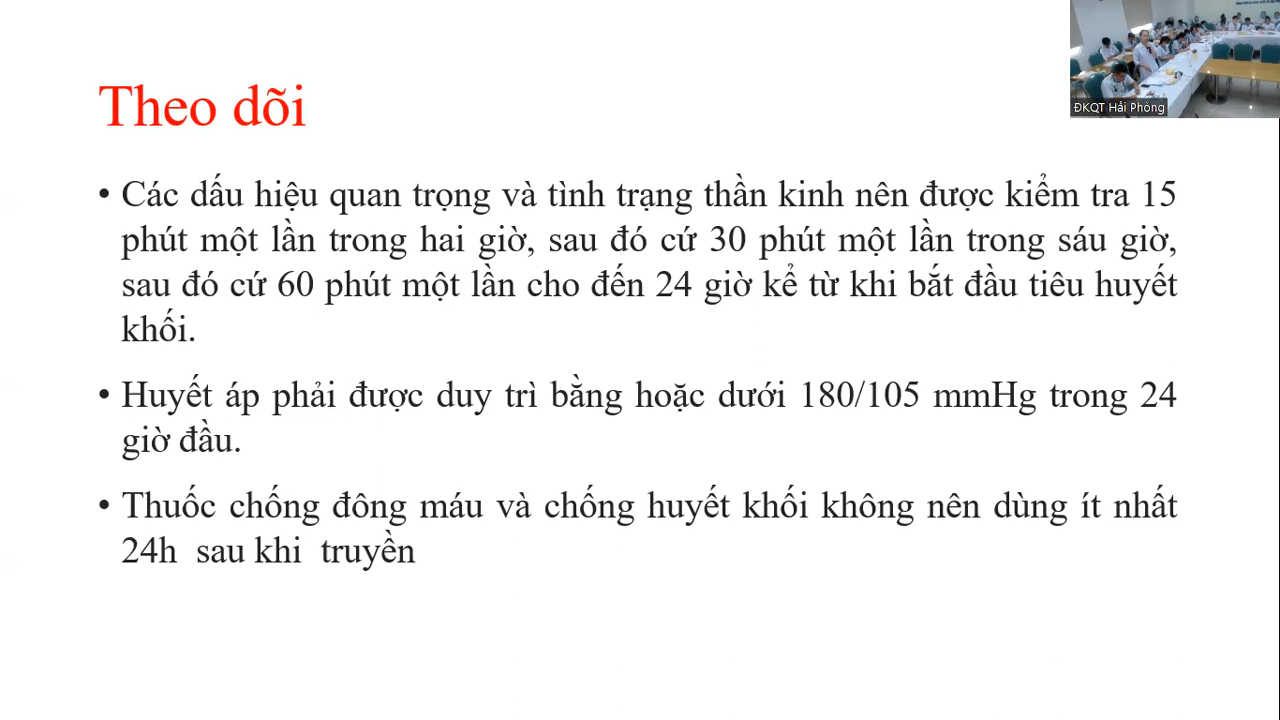 ĐKQT Hải Phòng
Theo dõi
• Các dấu hiệu quan trọng và tình trạng thần kinh nên được kiểm tra 15
phút một lần trong hai giờ, sau đó cứ 30 phút một lần trong sáu giờ,
sau đó cứ 60 phút một lần cho đến 24 giờ kể từ khi bắt đầu tiêu huyết
khối.
• Huyết áp phải được duy trì bằng hoặc dưới 180/105 mmHg trong 24
giờ đầu.
• Thuốc chống đông máu và chống huyết khối không nên dùng ít nhất
24h sau khi truyền